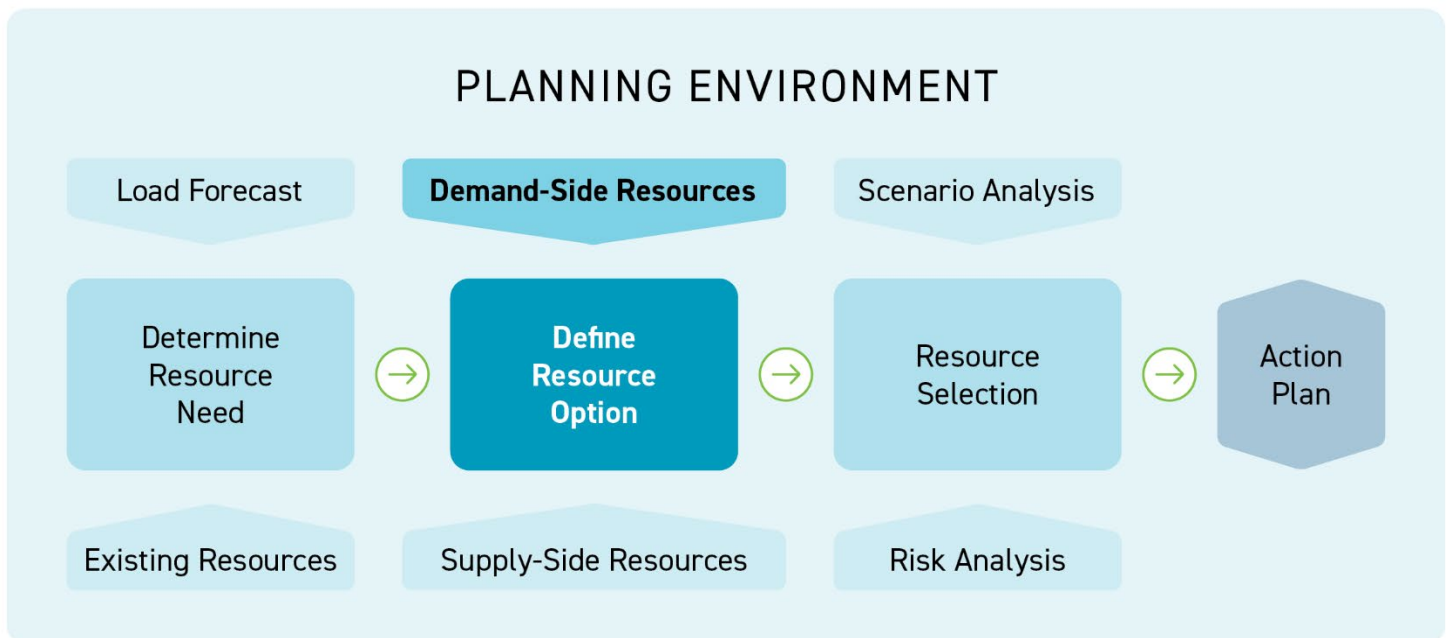 PLANNING ENVIRONMENT
Load Forecast
Demand-Side Resources
Scenario Analysis
Determine
Resource
Need
Define
Resource
Option
Resource
Selection
Action
Plan
Existing Resources
Supply-Side Resources
Risk Analysis